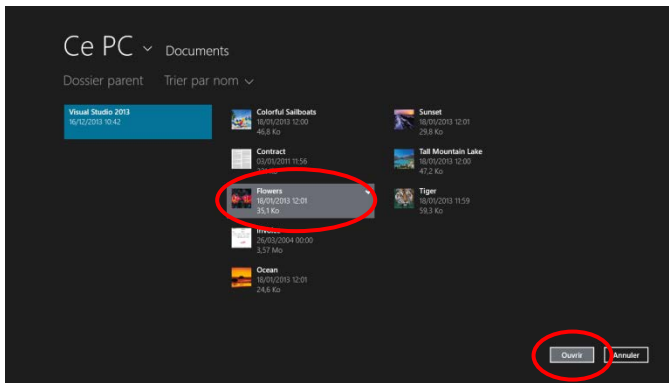 Ce PC Documents
Dossier parent Trier par nom
Visual Studio 2013
16/12/2013 10:42
Colorful Sailboats
18/01/2013 12:00
46,8 Ko
Contract
03/01/2011 11:56
Ko
Flowers
18/01/2013 12:01
35,1 Ko
Invoice
26/03/2004 00:00
3,57 Mo
Ocean
18/01/2013 12:01
24,6 Ko
Sunset
18/01/2013 12:01
29,8 Ko
Tall Mountain Lake
18/01/2013 12:00
47,2 Ko
Tiger
18/01/2013 11:59
59,3 Ko
Ouvrir Annuler